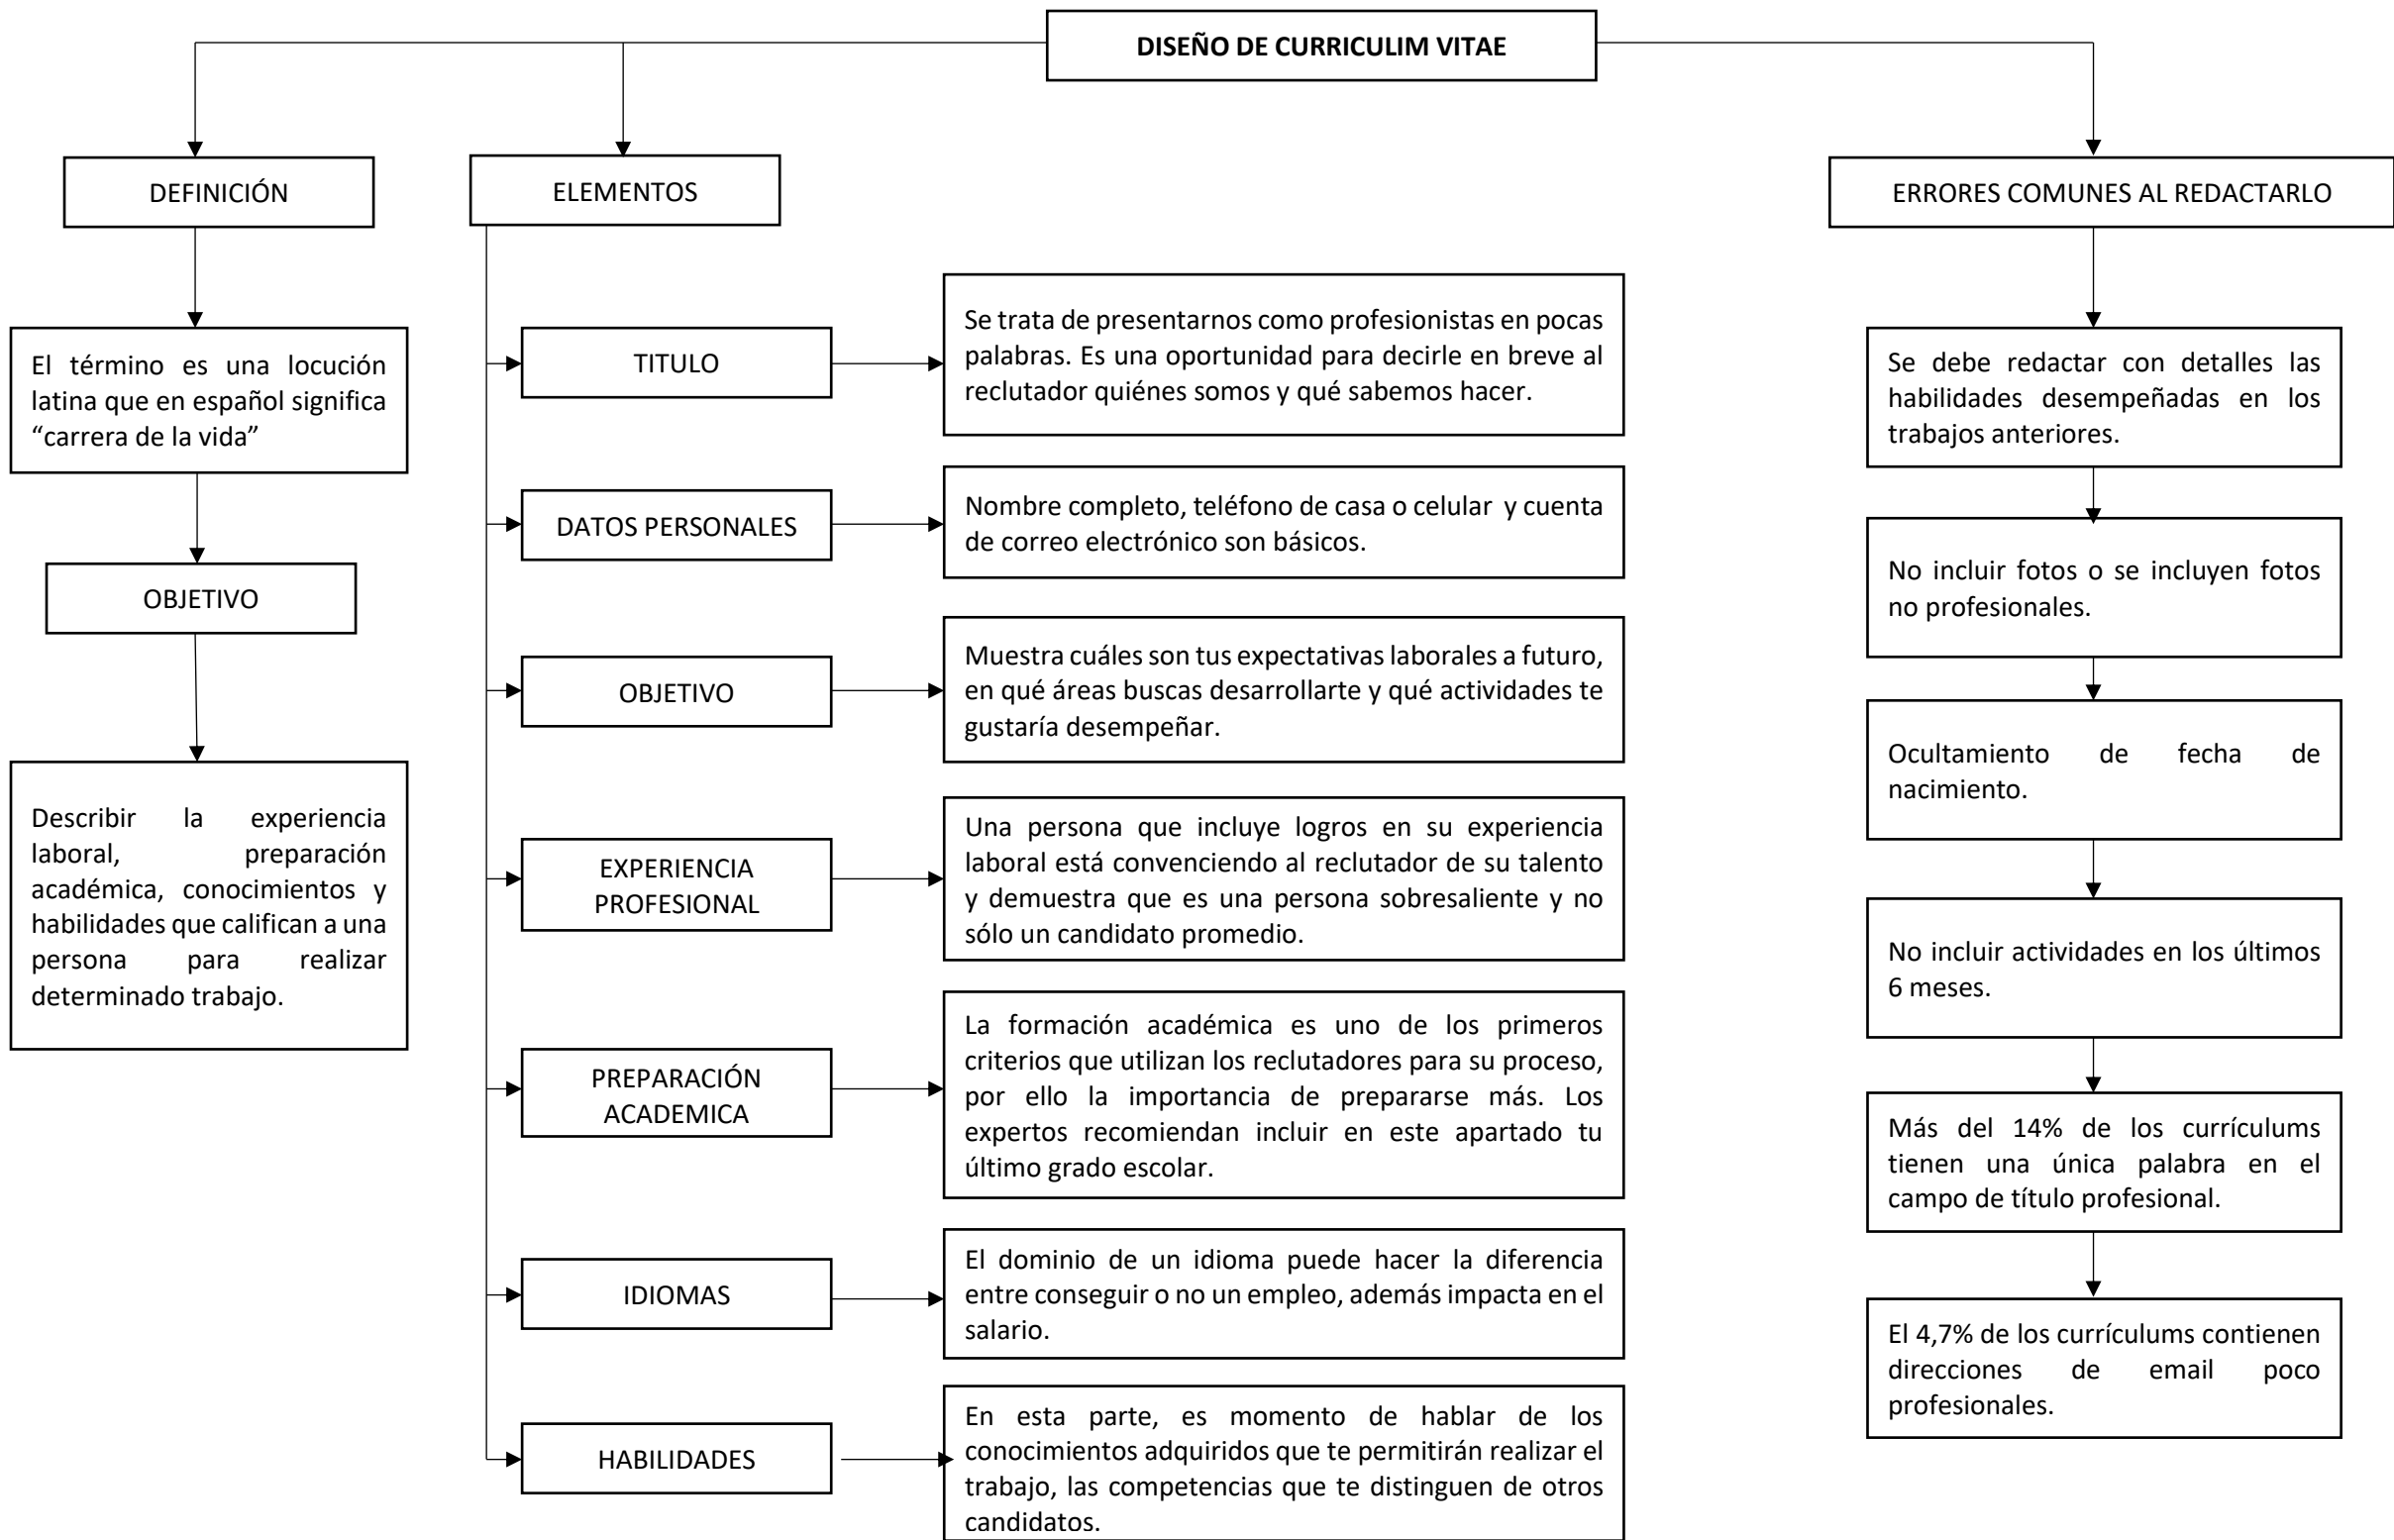 DISEÑO DE CURRICULIM VITAE
DEFINICIÓN
El término es una locución
latina que en español significa
“carrera de la vida”
OBJETIVO
Describir la experiencia
laboral, preparación
académica, conocimientos y
habilidades que califican a una
persona para realizar
determinado trabajo.
ELEMENTOS
TITULO
Se trata de presentarnos como profesionistas en pocas
palabras. Es una oportunidad para decirle en breve al
reclutador quiénes somos y qué sabemos hacer.
DATOS PERSONALES
Nombre completo, teléfono de casa o celular y cuenta
de correo electrónico son básicos.
OBJETIVO
Muestra cuáles son tus expectativas laborales a futuro,
en qué áreas buscas desarrollarte y qué actividades te
gustaría desempeñar.
EXPERIENCIA
PROFESIONAL
Una persona que incluye logros en su experiencia
laboral está convenciendo al reclutador de su talento
y demuestra que es una persona sobresaliente y no
sólo un candidato promedio.
PREPARACIÓN
ACADEMICA
La formación académica es uno de los primeros
criterios que utilizan los reclutadores para su proceso,
por ello la importancia de prepararse más. Los
expertos recomiendan incluir en este apartado tu
último grado escolar.
IDIOMAS
El dominio de un idioma puede hacer la diferencia
entre conseguir o no un empleo, además impacta en el
salario.
HABILIDADES
En esta parte, es momento de hablar de los
conocimientos adquiridos que te permitirán realizar el
trabajo, las competencias que te distinguen de otros
candidatos.
ERRORES COMUNES AL REDACTARLO
Se debe redactar con detalles las
habilidades desempeñadas en los
trabajos anteriores.
No incluir fotos o se incluyen fotos
no profesionales.
Ocultamiento de fecha de
nacimiento.
No incluir actividades en los últimos
6 meses.
Más del 14% de los currículums
tienen una única palabra en el
campo de título profesional.
El 4,7% de los currículums contienen
direcciones de email poco
profesionales.